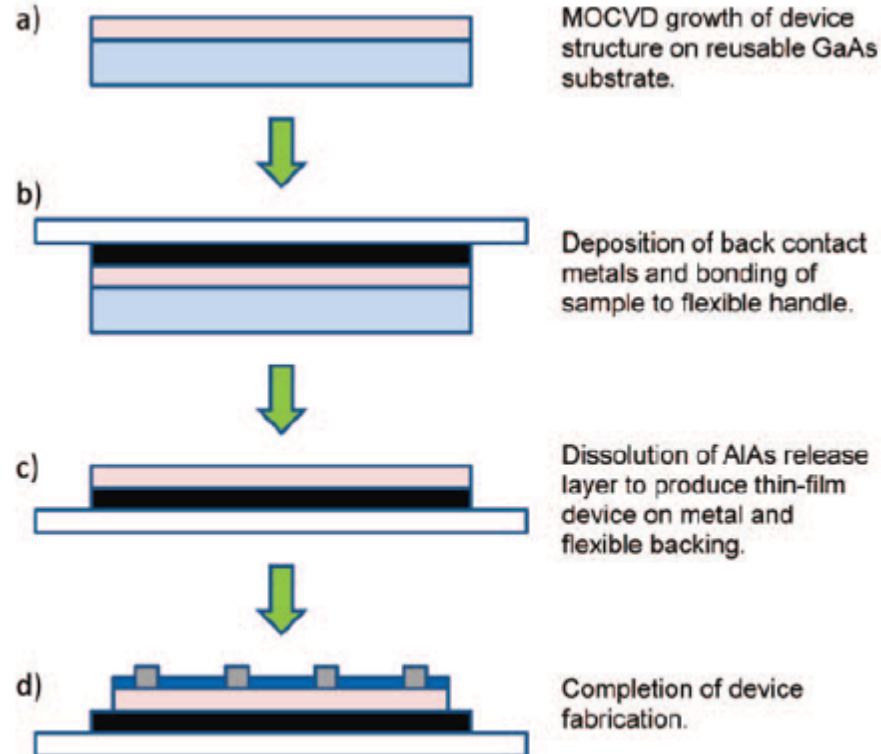 a)
MOCVD growth of device
structure on reusable GaAs
substrate.
b)
Deposition of back contact
metals and bonding of
sample to flexible handle.
c)
Dissolution of AlAs release
layer to produce thin-film
device on metal and
flexible backing.
d)
Completion of device
fabrication.